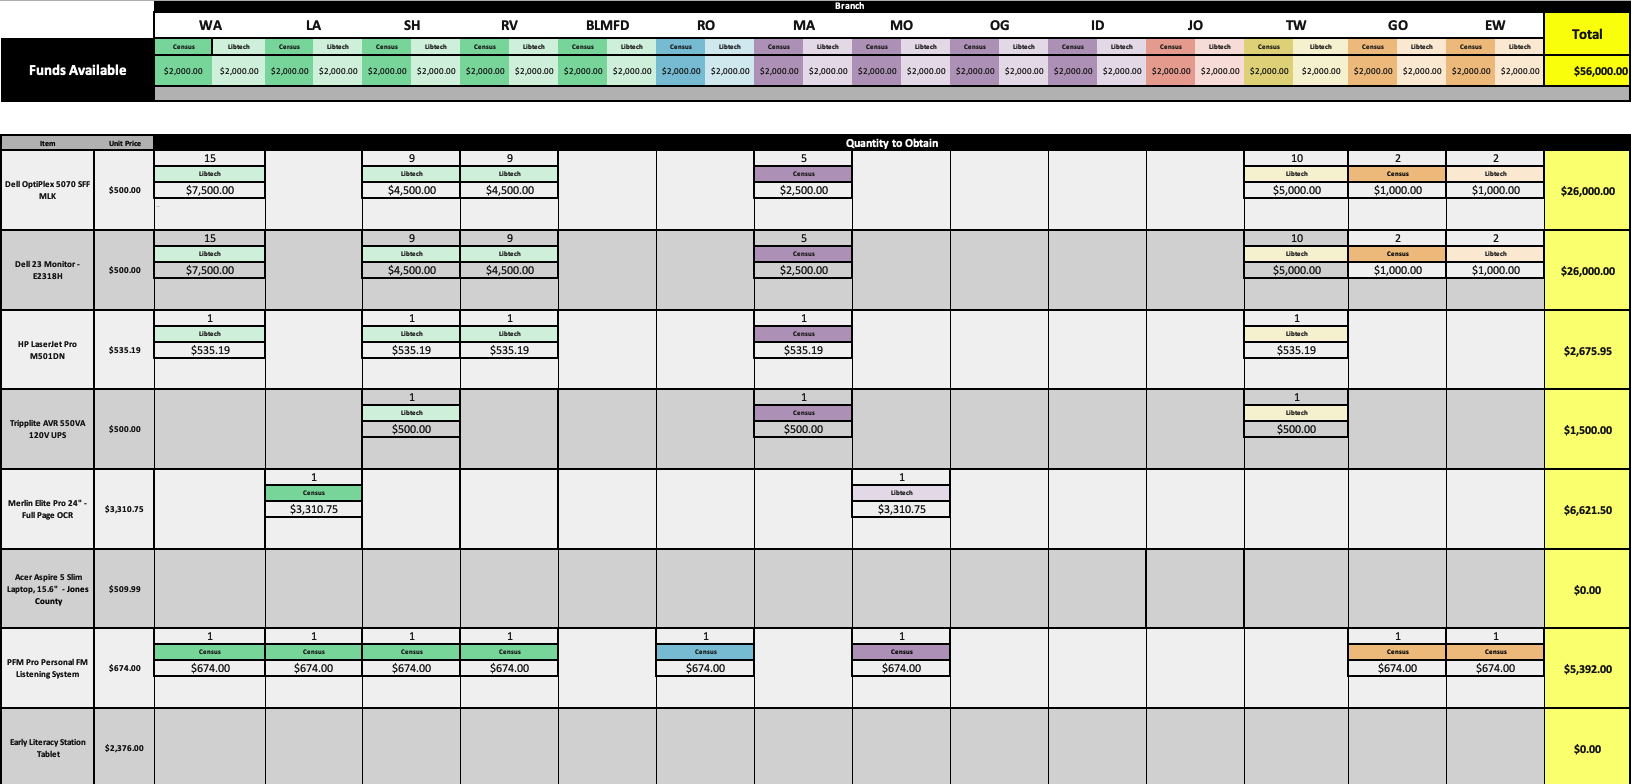 Branch
WA LA SH RV BLMFD RO MA MO OG ID JO TW GO EW Total
Census Libtech Census Libtech Census Libtech Census Libtech Census Libtech Census Libtech Census Libtech Census Libtech Census Libtech Census Libtech Census Libtech Census Libtech Census Libtech Census Libtech
Funds Available $2,000.00 $2,000.00 $2,000.00 $2,000.00 $2,000.00 $2,000.00 $2,000.00 $2,000.00 $2,000.00 $2,000.00 $2,000.00 $2,000.00 $2,000.00 $2,000.00 $2,000.00 $2,000.00 $2,000.00 $2,000.00 $2,000.00 $2,000.00 $2,000.00 $2,000.00 $2,000.00 $2,000.00 $2,000.00 $2,000.00 $2,000.00 $2,000.00 $56,000.00
Item Unit Price Quantity to Obtain
15 9 9 5 10 2 2
Libtech Libtech Libtech Census Libtech Census Libtech
Dell OptiPlex 5070 SFF
MLK
$500.00 $7,500.00 $4,500.00 $4,500.00 $2,500.00 $5,000.00 $1,000.00 $1,000.00 $26,000.00
15 9 9 5 10 2 2
Libtech Libtech Libtech Census Libtech Census Libtech
Dell 23 Monitor -
E2318H
$500.00 $7,500.00 $4,500.00 $4,500.00 $2,500.00 $5,000.00 $1,000.00 $1,000.00 $26,000.00
1 1 1 1 1
Libtech Libtech Libtech Census Libtech
HP LaserJet Pro
M501DN
$535.19 $535.19 $535.19 $535.19 $535.19 $535.19 $2,675.95
1 1 1
Libtech Census Libtech
Tripplite AVR 550VA
120V UPS
$500.00 $500.00 $500.00 $500.00 $1,500.00
1 1
Census Libtech
Merlin Elite Pro 24" -
Full Page OCR
$3,310.75 $3,310.75 $3,310.75 $6,621.50
Acer Aspire 5 Slim
Laptop, 15.6" - Jones
County
$509.99 $0.00
1 1 1 1 1 1 1 1
Census Census Census Census Census Census Census Census
PFM Pro Personal FM
Listening System
$674.00 $674.00 $674.00 $674.00 $674.00 $674.00 $674.00 $674.00 $674.00 $5,392.00
Early Literacy Station
Tablet
$2,376.00 $0.00